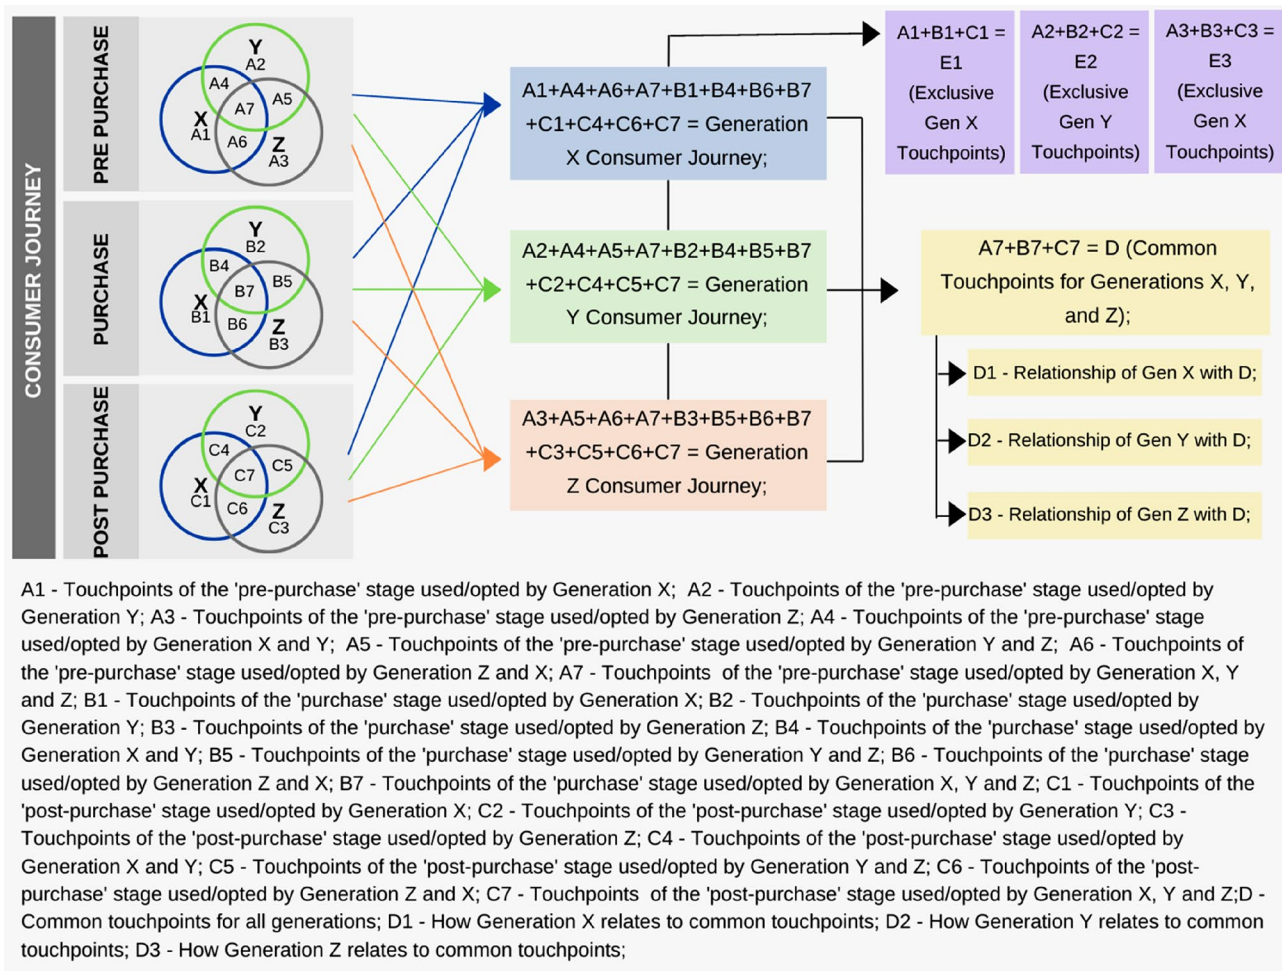 CONSUMER JOURNEY
PRE PURCHASE
Y
A2
A4
A5
A7
X
A1
A6
Z
A3
PURCHASE
Y
B2
B4
B5
B7
X
B1
B6
Z
B3
POST PURCHASE
Y
C2
C4
C5
C7
X
C1
C6
Z
C3
A1+A4+A6+A7+B1+B4+B6+B7
+C1+C4+C6+C7 = Generation
X Consumer Journey;
A2+A4+A5+A7+B2+B4+B5+B7
+C2+C4+C5+C7 = Generation
Y Consumer Journey;
A3+A5+A6+A7+B3+B5+B6+B7
+C3+C5+C6+C7 = Generation
Z Consumer Journey;
A1+B1+C1 =
E1
(Exclusive
Gen X
Touchpoints)
A2+B2+C2 =
E2
(Exclusive
Gen Y
Touchpoints)
A3+B3+C3 =
E3
(Exclusive
Gen X
Touchpoints)
A7+B7+C7 = D (Common
Touchpoints for Generations X, Y,
and Z);
D1 - Relationship of Gen X with D;
D2 - Relationship of Gen Y with D;
D3 - Relationship of Gen Z with D;
A1 - Touchpoints of the 'pre-purchase' stage used/opted by Generation X; A2 - Touchpoints of the 'pre-purchase' stage used/opted by
Generation Y; A3 - Touchpoints of the 'pre-purchase' stage used/opted by Generation Z; A4 - Touchpoints of the 'pre-purchase' stage
used/opted by Generation X and Y; A5 - Touchpoints of the 'pre-purchase' stage used/opted by Generation Y and Z; A6 - Touchpoints of
the 'pre-purchase' stage used/opted by Generation Z and X; A7 - Touchpoints of the 'pre-purchase' stage used/opted by Generation X, Y
and Z; B1 - Touchpoints of the 'purchase' stage used/opted by Generation X; B2 - Touchpoints of the 'purchase' stage used/opted by
Generation Y; B3 - Touchpoints of the 'purchase' stage used/opted by Generation Z; B4 - Touchpoints of the 'purchase' stage used/opted by
Generation X and Y; B5 - Touchpoints of the 'purchase' stage used/opted by Generation Y and Z; B6 - Touchpoints of the 'purchase' stage
used/opted by Generation Z and X; B7 - Touchpoints of the 'purchase' stage used/opted by Generation X, Y and Z; C1 - Touchpoints of the
'post-purchase' stage used/opted by Generation X; C2 - Touchpoints of the 'post-purchase' stage used/opted by Generation Y; C3 -
Touchpoints of the 'post-purchase' stage used/opted by Generation Z; C4 - Touchpoints of the 'post-purchase' stage used/opted by
Generation X and Y; C5 - Touchpoints of the 'post-purchase' stage used/opted by Generation Y and Z; C6 - Touchpoints of the 'post-
purchase' stage used/opted by Generation Z and X; C7 - Touchpoints of the 'post-purchase' stage used/opted by Generation X, Y and Z;D -
Common touchpoints for all generations; D1 - How Generation X relates to common touchpoints; D2 - How Generation Y relates to common
touchpoints; D3 - How Generation Z relates to common touchpoints;